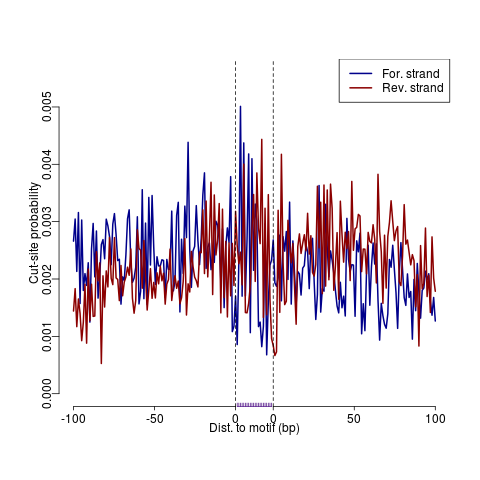 For. strand
Rev. strand
Cut-site probability
0.005
0.004
0.003
0.002
0.001
0.000
-100 -50 0 0 50 100
Dist. to motif (bp)